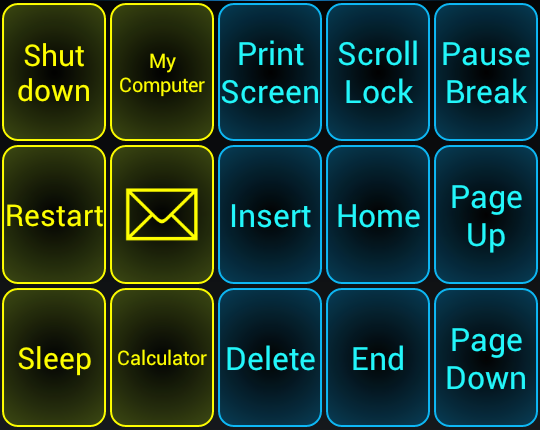 Shut
down
My
Computer
Print
Screen
Scroll
Lock
Pause
Break
Restart
Insert
Home
Page
Up
Sleep
Calculator
Delete
End
Page
Down